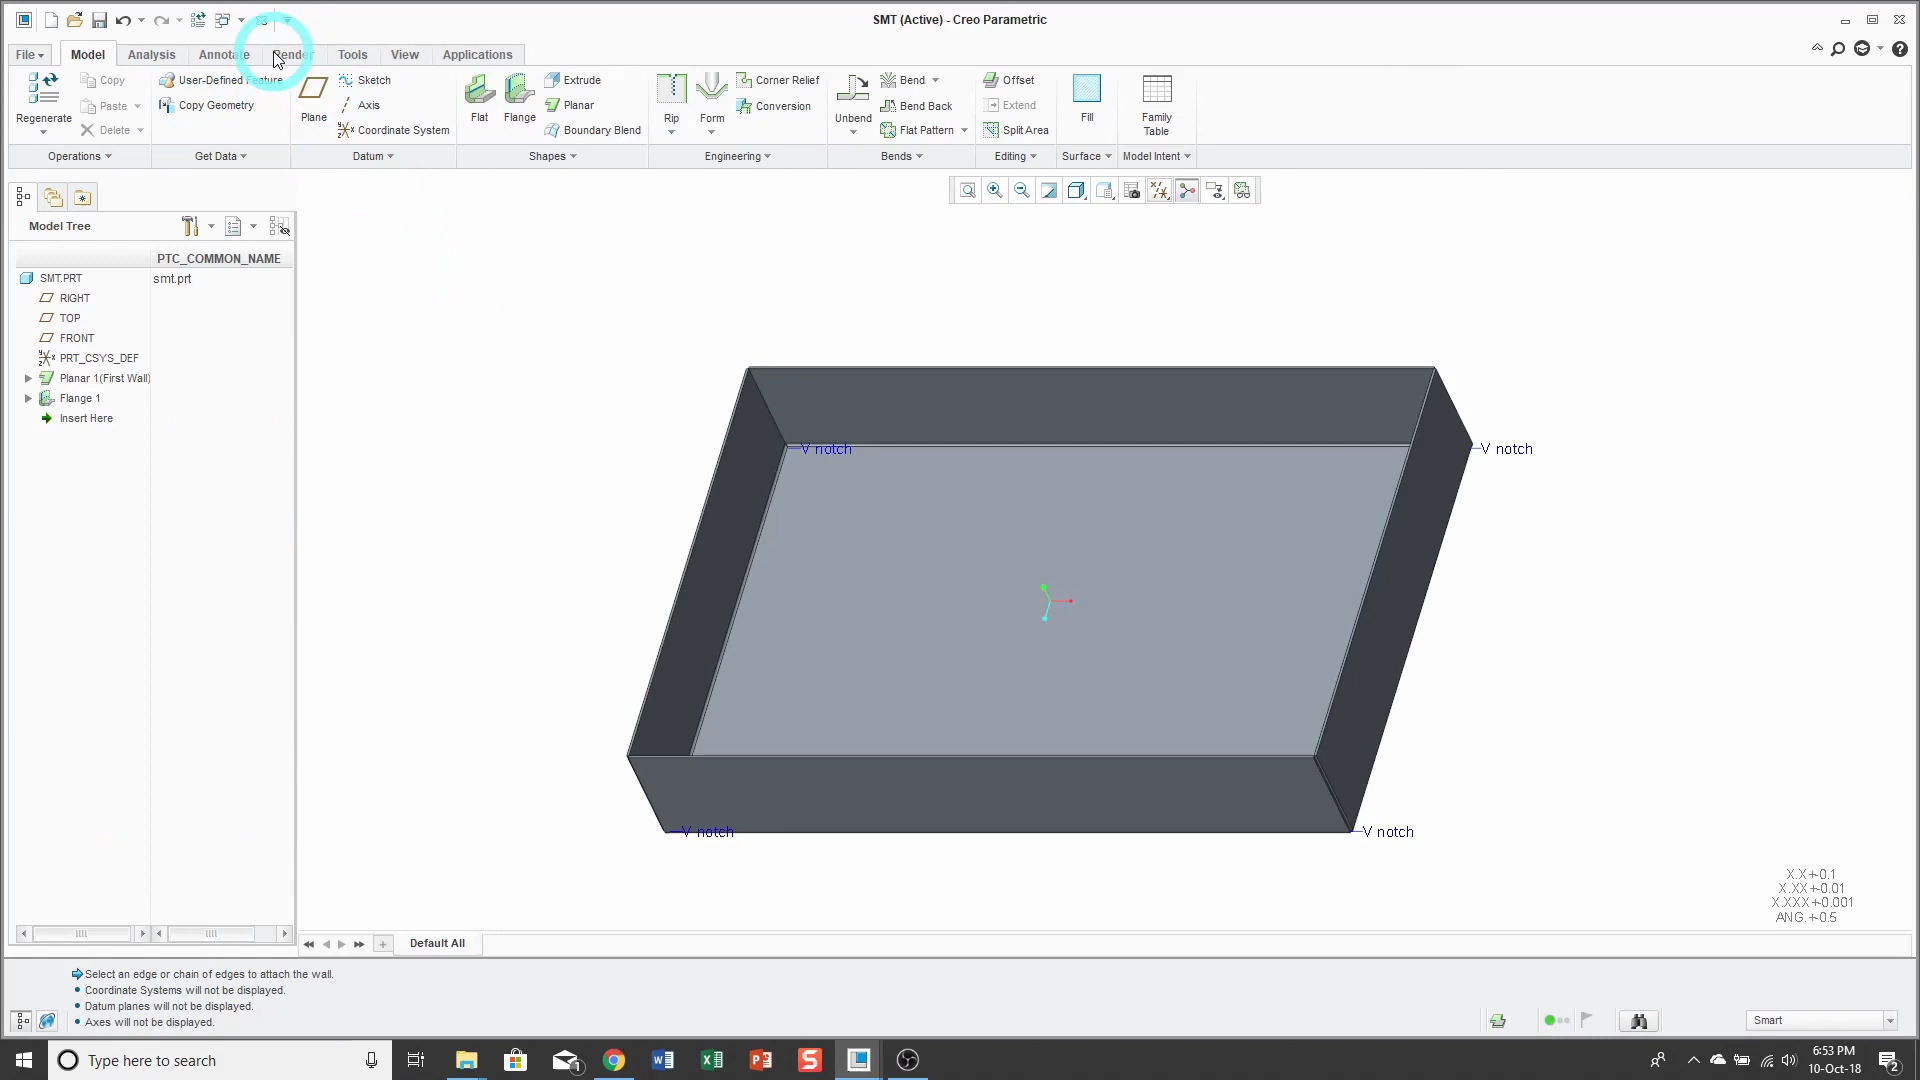 SMT (Active) - Creo Parametric
File Model Analysis Annotate Render Tools View Applications
Regenerate
Copy
Paste
Delete
Operations
User-Defined Feature
Copy Geometry
Get Data
Plane
Sketch
Axis
Coordinate System
Datum
Flat
Flange
Extrude
Planar
Boundary Blend
Shapes
Rip
Form
Corner Relief
Conversion
Engineering
Unbend
Bend
Bend Back
Flat Pattern
Bends
Offset
Extend
Split Area
Editing
Fill
Surface
Family
Table
Model Intent
Model Tree
PTC_COMMON_NAME
SMT.PRT smt.prt
RIGHT
TOP
FRONT
PRT_CSYS_DEF
Planar 1(First Wall)
Flange 1
Insert Here
V notch
V notch
V notch
V notch
X.X+-0.1
X.XX+-0.01
X.XXX+-0.001
ANG.+-0.5
Default All
Select an edge or chain of edges to attach the wall.
Coordinate Systems will not be displayed.
Datum planes will not be displayed.
Axes will not be displayed.
Smart
Type here to search
1
6:53 PM
10-Oct-18
2